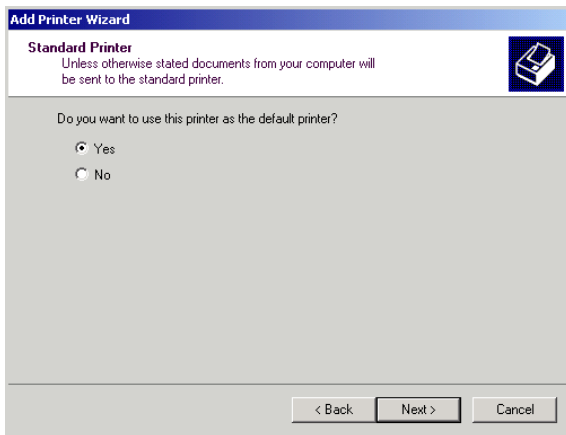 Add Printer Wizard
Standard Printer
Unless otherwise stated documents from your computer will
be sent to the standard printer.
Do you want to use this printer as the default printer?
Yes
No
< Back
Next >
Cancel